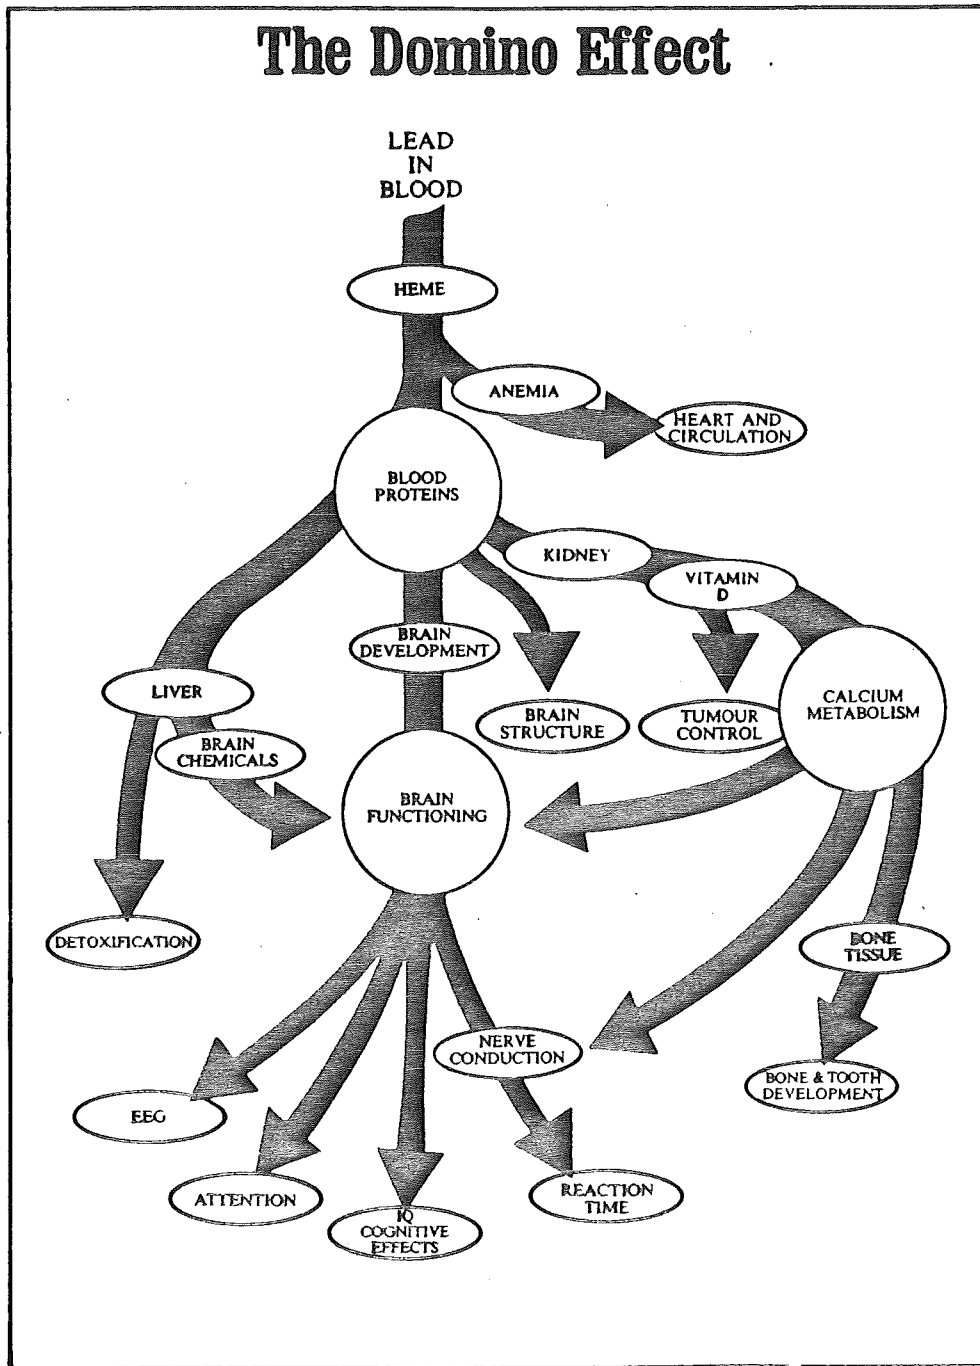 The Domino Effect
LEAD
IN
BLOOD
HEME
ANEMIA
HEART AND
CIRCULATION
BLOOD
PROTEINS
KIDNEY
VITAMIN
D
BRAIN
DEVELOPMENT
LIVER
BRAIN
CHEMICALS
BRAIN
STRUCTURE
TUMOUR
CONTROL
CALCIUM
METABOLISM
BRAIN
FUNCTIONING
DETOXIFICATION
BONE
TISSUE
NERVE
CONDUCTION
BONE & TOOTH
DEVELOPMENT
EEG
ATTENTION
IQ
COGNITIVE
EFFECTS
REACTION
TIME